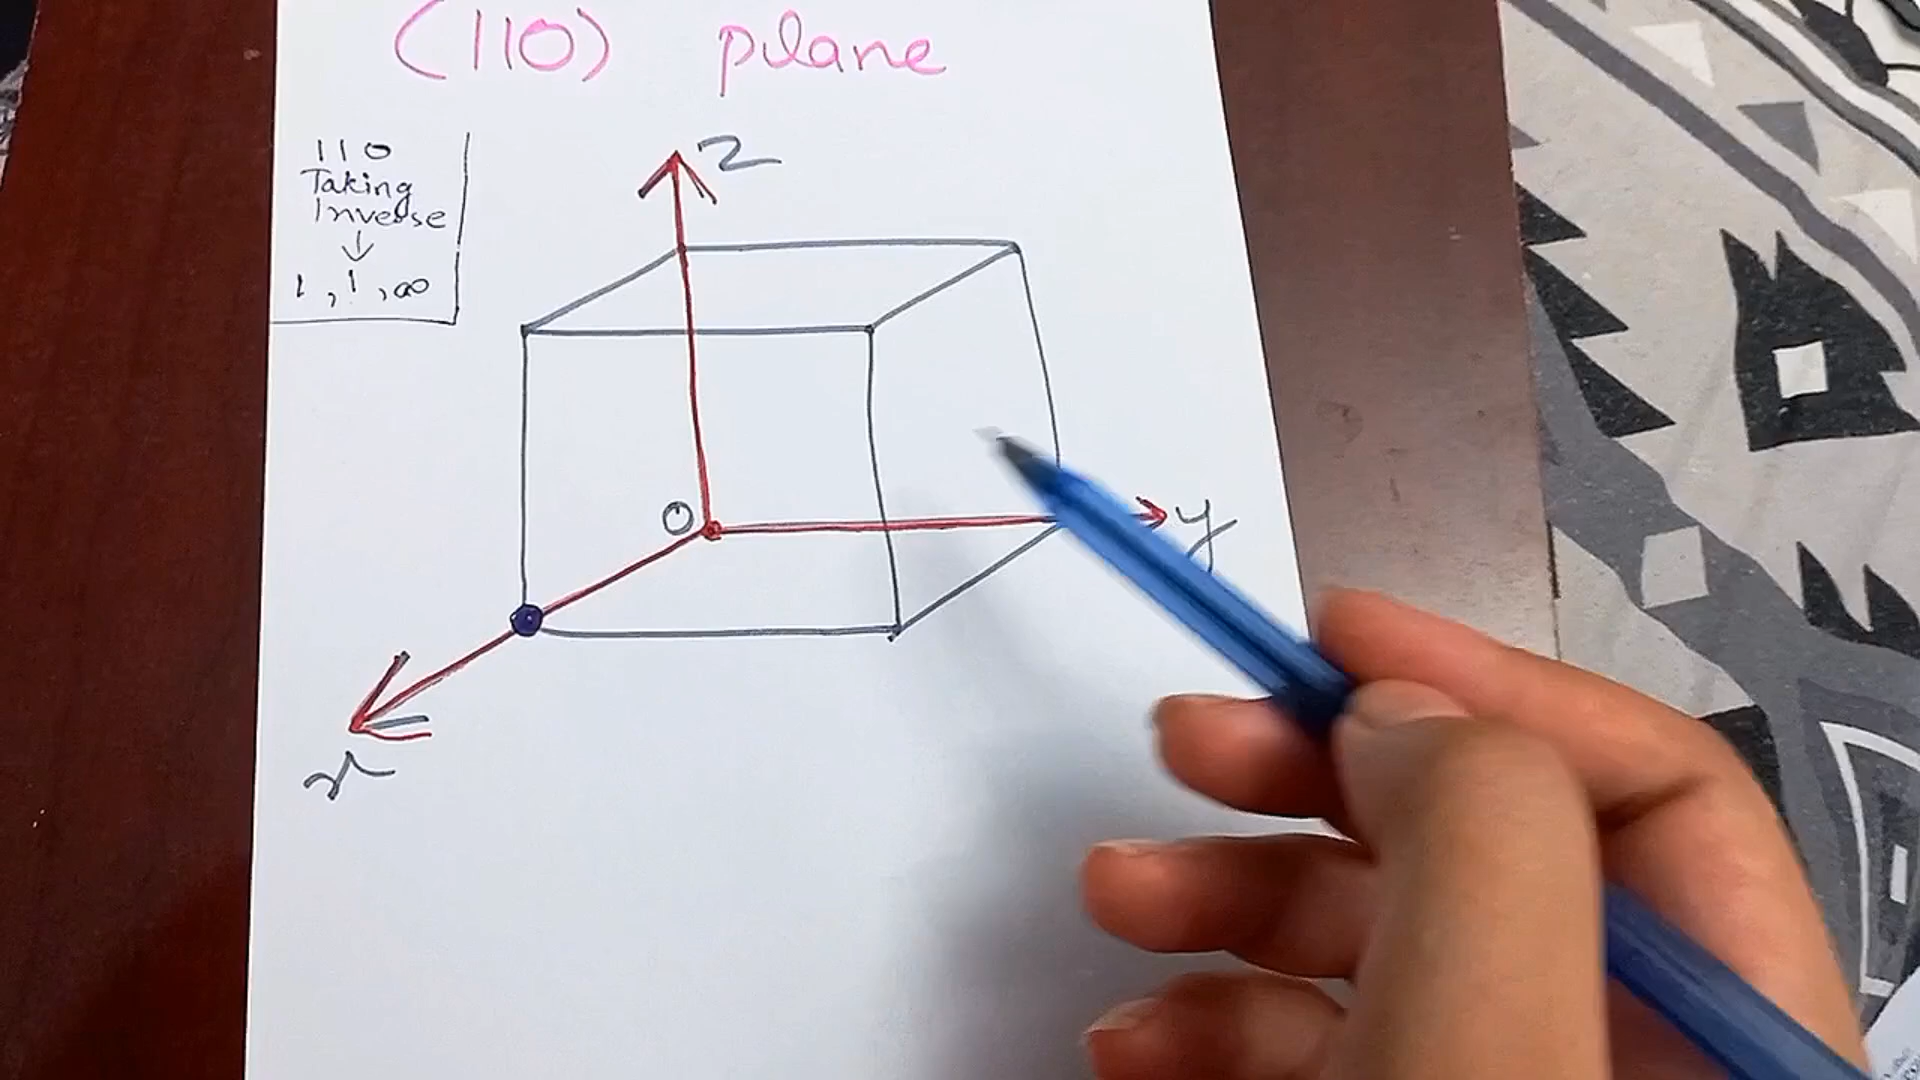 (110) plane
110
Taking
Inverse
↓
1, 1, ∞
z
O
y
x